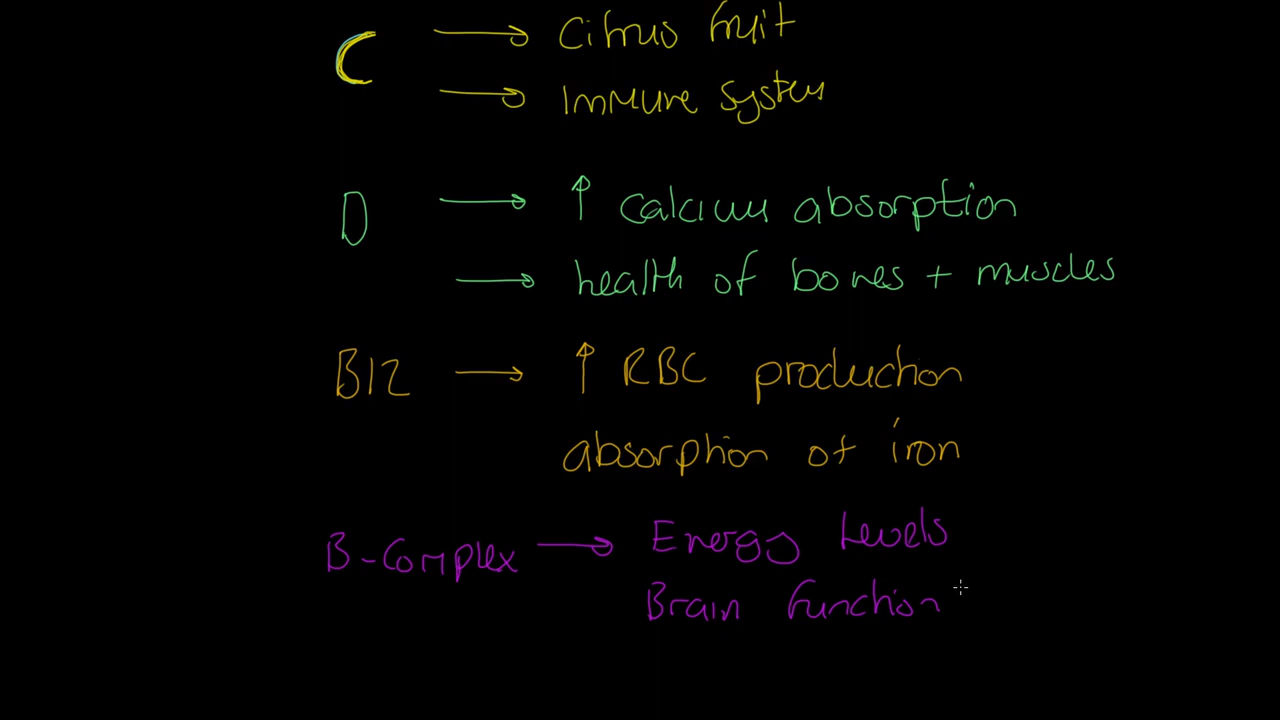 C → Citrus fruit
→ Immune system
D → ↑ calcium absorption
→ health of bones + muscles
B12 → ↑ RBC production
absorption of iron
B-Complex → Energy Levels
Brain function